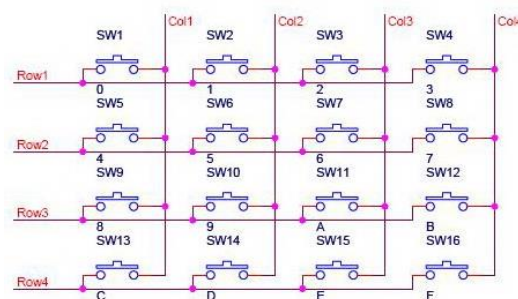 Col1 Col2 Col3 Col4
SW1 SW2 SW3 SW4
Row1
0 1 2 3
SW5 SW6 SW7 SW8
Row2
4 5 6 7
SW9 SW10 SW11 SW12
Row3
8 9 A B
SW13 SW14 SW15 SW16
Row4
C D